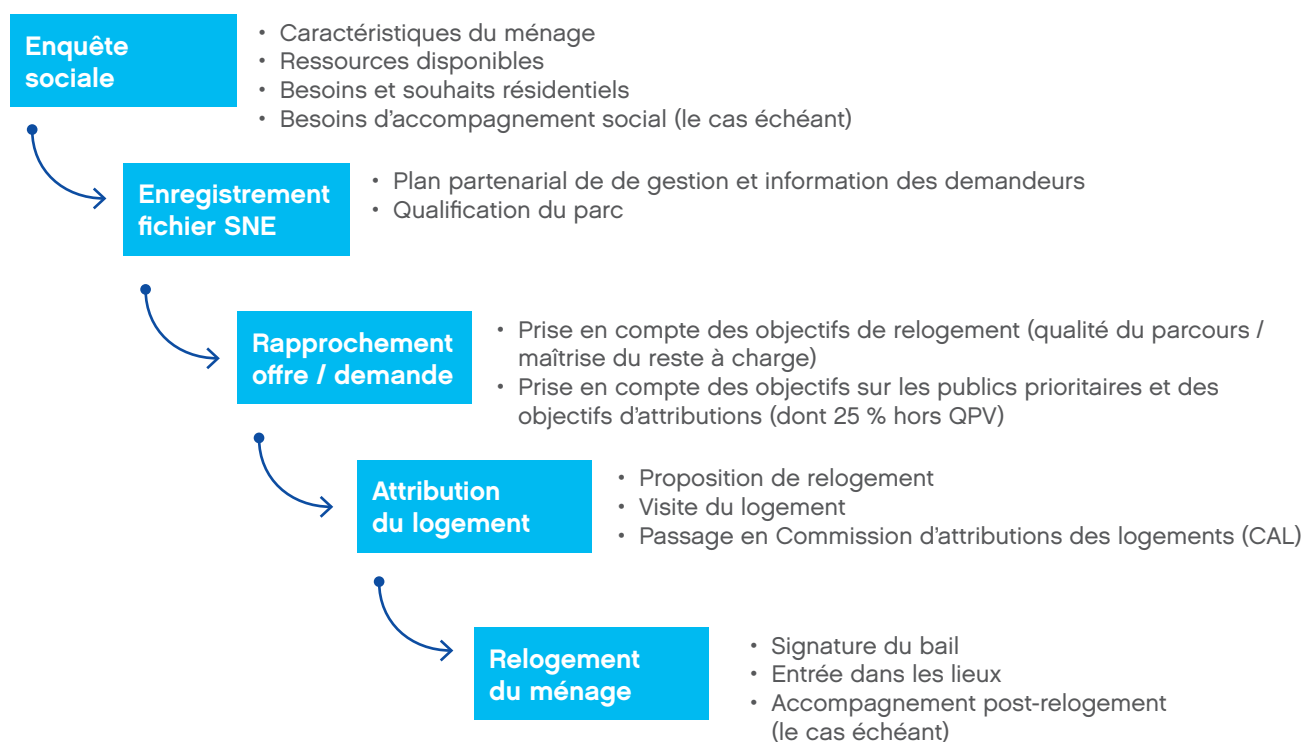 Enquête
sociale
• Caractéristiques du ménage
• Ressources disponibles
• Besoins et souhaits résidentiels
• Besoins d’accompagnement social (le cas échéant)
Enregistrement
fichier SNE
• Plan partenarial de de gestion et information des demandeurs
• Qualification du parc
Rapprochement
offre / demande
• Prise en compte des objectifs de relogement (qualité du parcours /
maîtrise du reste à charge)
• Prise en compte des objectifs sur les publics prioritaires et des
objectifs d’attributions (dont 25 % hors QPV)
Attribution
du logement
• Proposition de relogement
• Visite du logement
• Passage en Commission d’attributions des logements (CAL)
Relogement
du ménage
• Signature du bail
• Entrée dans les lieux
• Accompagnement post-relogement
(le cas échéant)